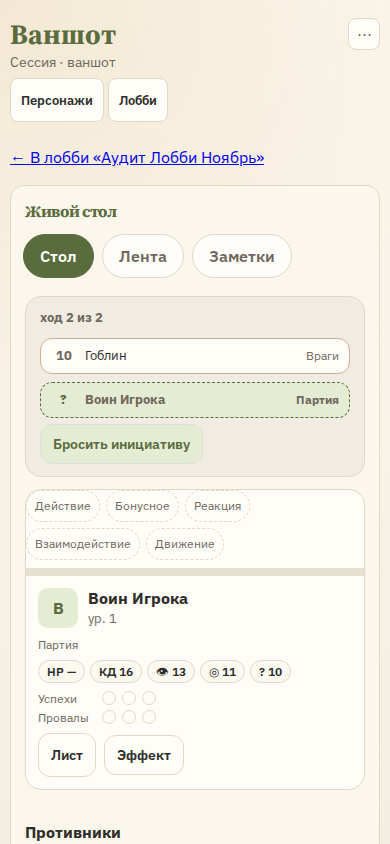 Ваншот
...
Сессия · ваншот
Персонажи Лобби
← В лобби «Аудит Лобби Ноябрь»
Живой стол
Стол Лента Заметки
ход 2 из 2
10 Гоблин Враги
? Воин Игрока Партия
Бросить инициативу
Действие Бонусное Реакция
Взаимодействие Движение
В Воин Игрока
ур. 1
Партия
HP — КД 16 👁 13 ◎ 11 ? 10
Успехи
Провалы
Лист Эффект
Противники